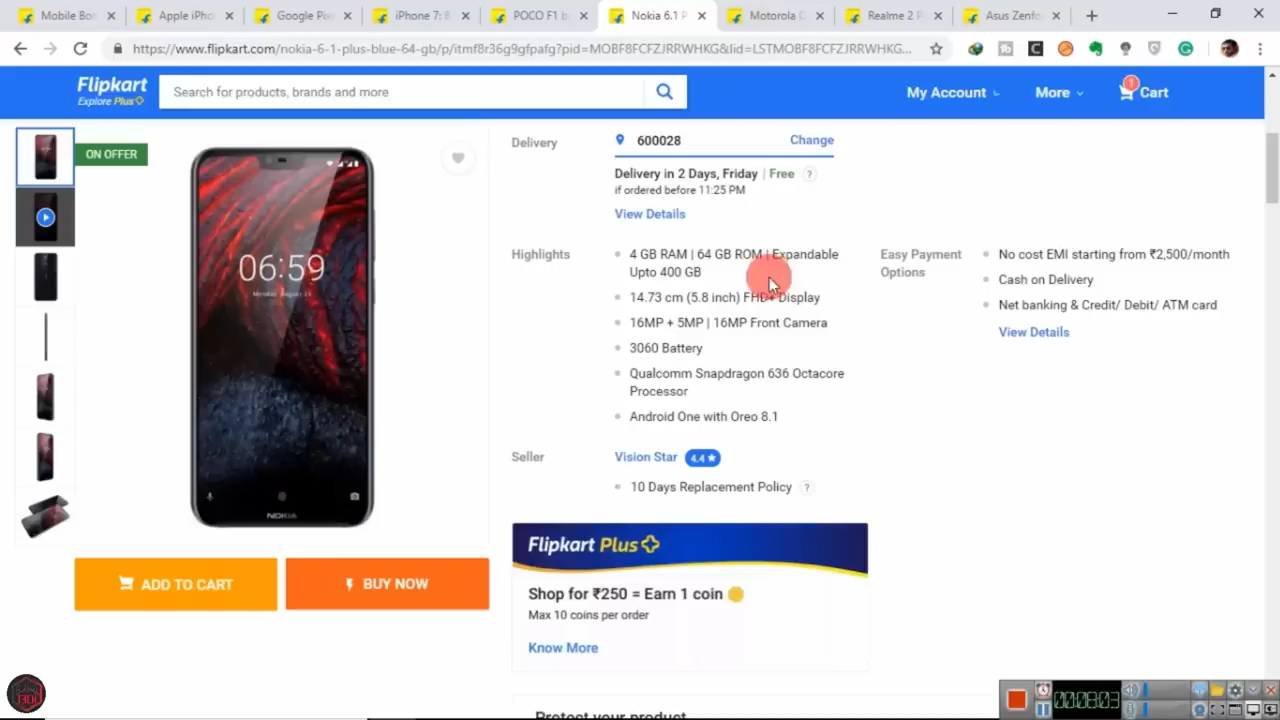 Mobile Bo
Apple iPho
Google Pix
iPhone 7: B
POCO F1 b
Nokia 6.1 P
Motorola
Realme 2 P
Asus Zenfo
https://www.flipkart.com/nokia-6-1-plus-blue-64-gb/p/itmf8r36g9gfpafg?pid=MOBF8FCFZJRRWHKG&lid=LSTMOBF8FCFZJRRWHKG...
Flipkart
Explore Plus
Search for products, brands and more
My Account
More
1
Cart
ON OFFER
06:59
NOKIA
ADD TO CART
BUY NOW
Delivery
600028
Change
Delivery in 2 Days, Friday | Free ?
if ordered before 11:25 PM
View Details
Highlights
4 GB RAM | 64 GB ROM | Expandable
Upto 400 GB
14.73 cm (5.8 inch) FHD+ Display
16MP + 5MP | 16MP Front Camera
3060 Battery
Qualcomm Snapdragon 636 Octacore
Processor
Android One with Oreo 8.1
Easy Payment
Options
No cost EMI starting from ₹2,500/month
Cash on Delivery
Net banking & Credit/ Debit/ ATM card
View Details
Seller
Vision Star 4.4 ★
10 Days Replacement Policy ?
Flipkart Plus
Shop for ₹250 = Earn 1 coin
Max 10 coins per order
Know More
Protect your product
00:08:03